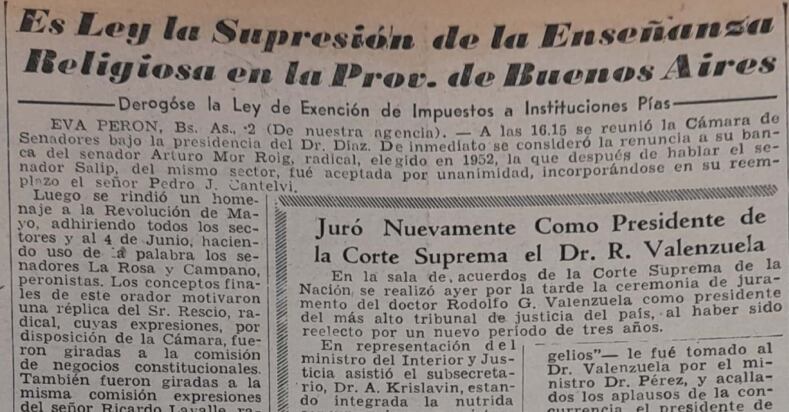 Es Ley la Supresión de la Enseñanza
Religiosa en la Prov. de Buenos Aires
Derogóse la Ley de Exención de Impuestos a Instituciones Pías
EVA PERON, Bs. As., 2 (De nuestra agencia). — A las 16.15 se reunió la Cámara de
Senadores bajo la presidencia del Dr. Díaz. De inmediato se consideró la renuncia a su ban-
ca del senador Arturo Mor Roig, radical, elegido en 1952, la que después de hablar el se-
nador Salip, del mismo sector, fué aceptada por unanimidad, incorporándose en su reem-
plazo el señor Pedro J. Cantelvi.
Luego se rindió un home-
naje a la Revolución de Ma-
yo, adhiriendo todos los sec-
tores y al 4 de Junio, hacien-
do uso de la palabra los se-
nadores La Rosa y Campano,
peronistas. Los conceptos fina-
les de este orador motivaron
una réplica del Sr. Rescio, ra-
dical, cuyas expresiones, por
disposición de la Cámara, fue-
ron giradas a la comisión
de negocios constitucionales.
También fueron giradas a la
misma comisión expresiones
del señor Ricardo Lavalle, ra-
Juró Nuevamente Como Presidente de
la Corte Suprema el Dr. R. Valenzuela
En la sala de acuerdos de la Corte Suprema de la
Nación, se realizó ayer por la tarde la ceremonia de jura-
mento del doctor Rodolfo G. Valenzuela como presidente
del más alto tribunal de justicia del país, al haber sido
reelecto por un nuevo período de tres años.
En representación del
ministro del Interior y Jus-
ticia asistió el subsecreta-
rio, Dr. A. Krislavin, estan-
do integrada la nutrida
gelios”— le fué tomado al
Dr. Valenzuela por el mi-
nistro Dr. Pérez, y acalla-
dos los aplausos de la con-
currencia el presidente de